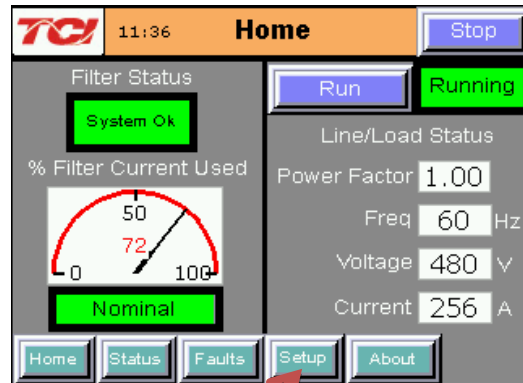 TCI 11:36 Home Stop
Filter Status
System Ok
% Filter Current Used
50
72
0 100
Nominal
Run Running
Line/Load Status
Power Factor 1.00
Freq 60 Hz
Voltage 480 V
Current 256 A
Home Status Faults Setup About